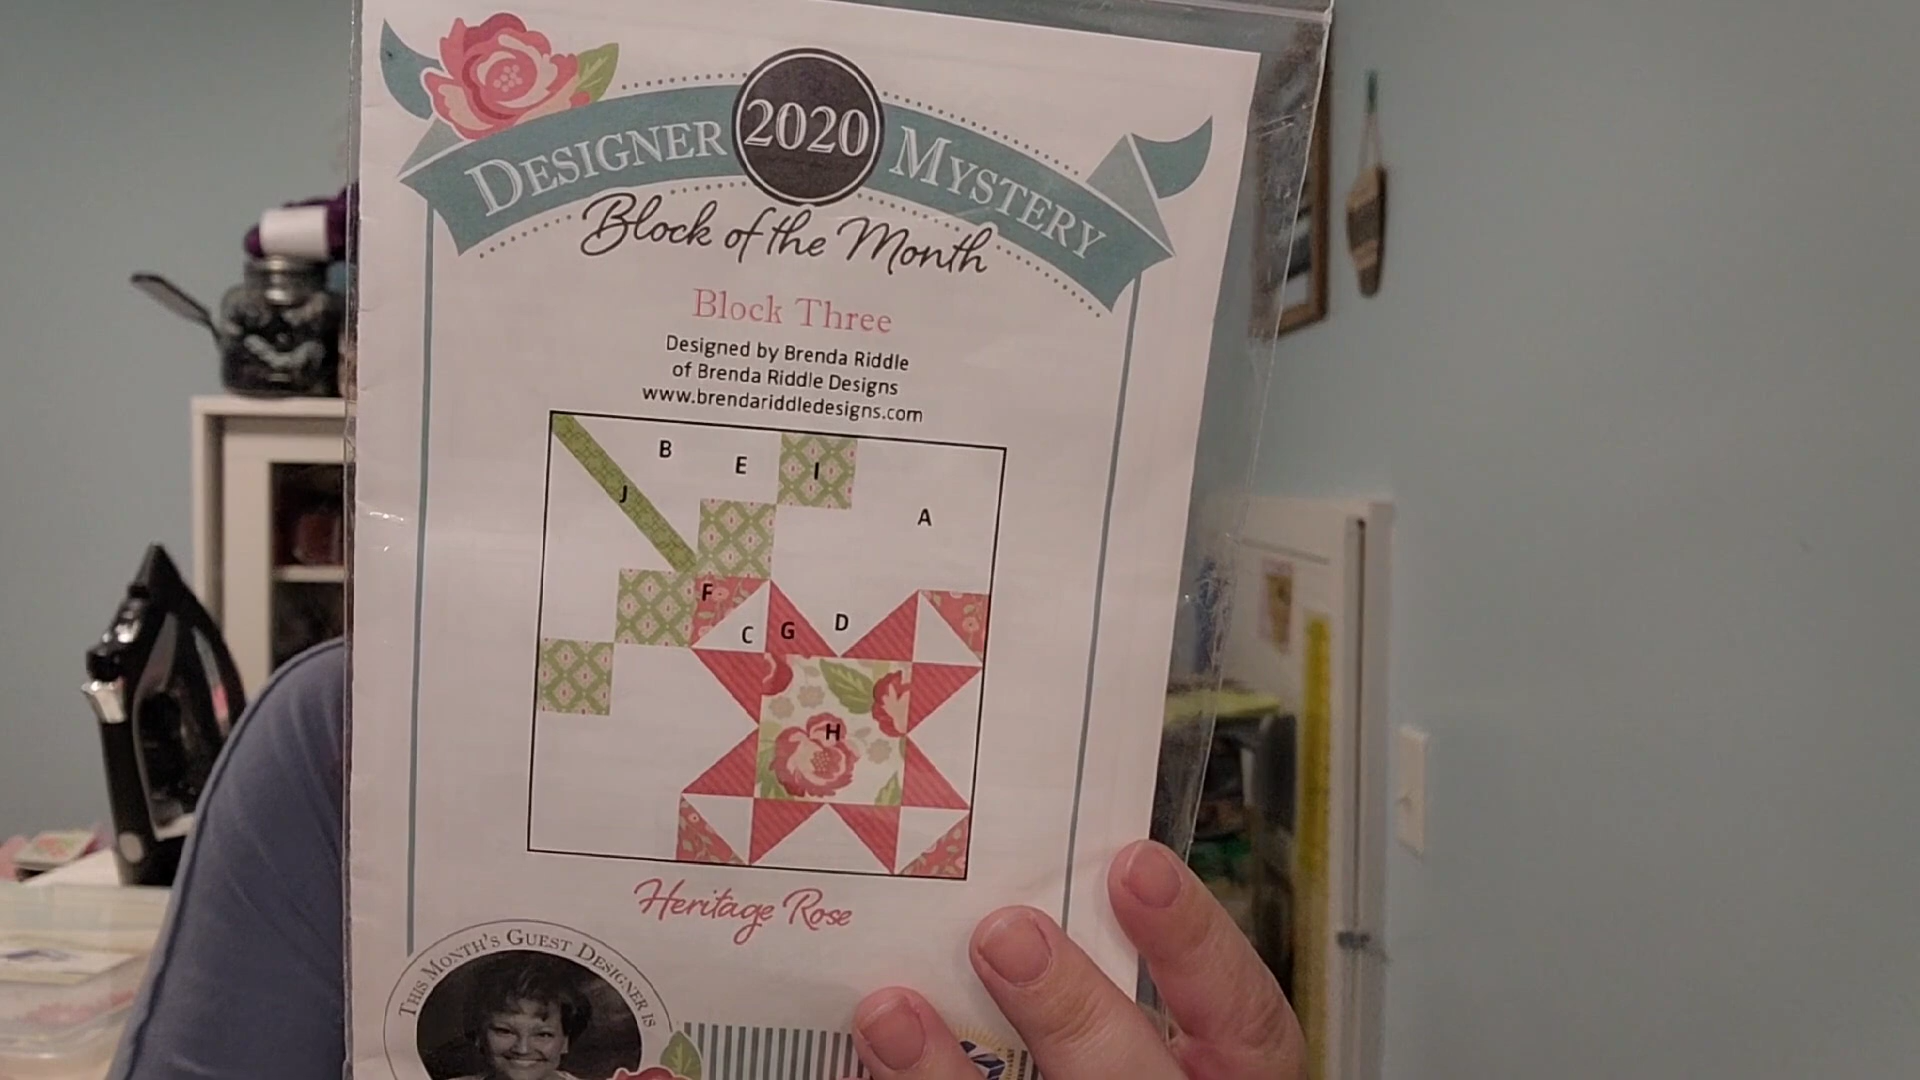 DESIGNER 2020 MYSTERY
Block of the Month
Block Three
Designed by Brenda Riddle
of Brenda Riddle Designs
www.brendariddledesigns.com
B E I
J A
F
C G D
H
Heritage Rose
THIS MONTH'S GUEST DESIGNER IS